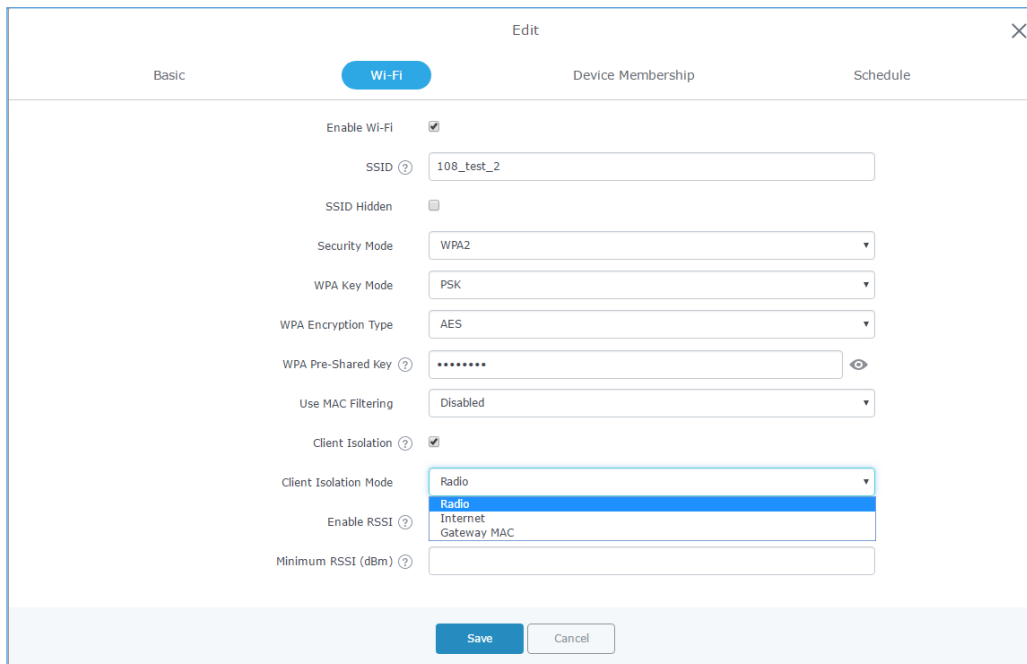 Edit
Basic Wi-Fi Device Membership Schedule
Enable Wi-Fi
SSID ? 108_test_2
SSID Hidden
Security Mode WPA2
WPA Key Mode PSK
WPA Encryption Type AES
WPA Pre-Shared Key ? ••••••••
Use MAC Filtering Disabled
Client Isolation ?
Client Isolation Mode Radio
Radio
Enable RSSI ? Internet
Gateway MAC
Minimum RSSI (dBm) ?
Save Cancel